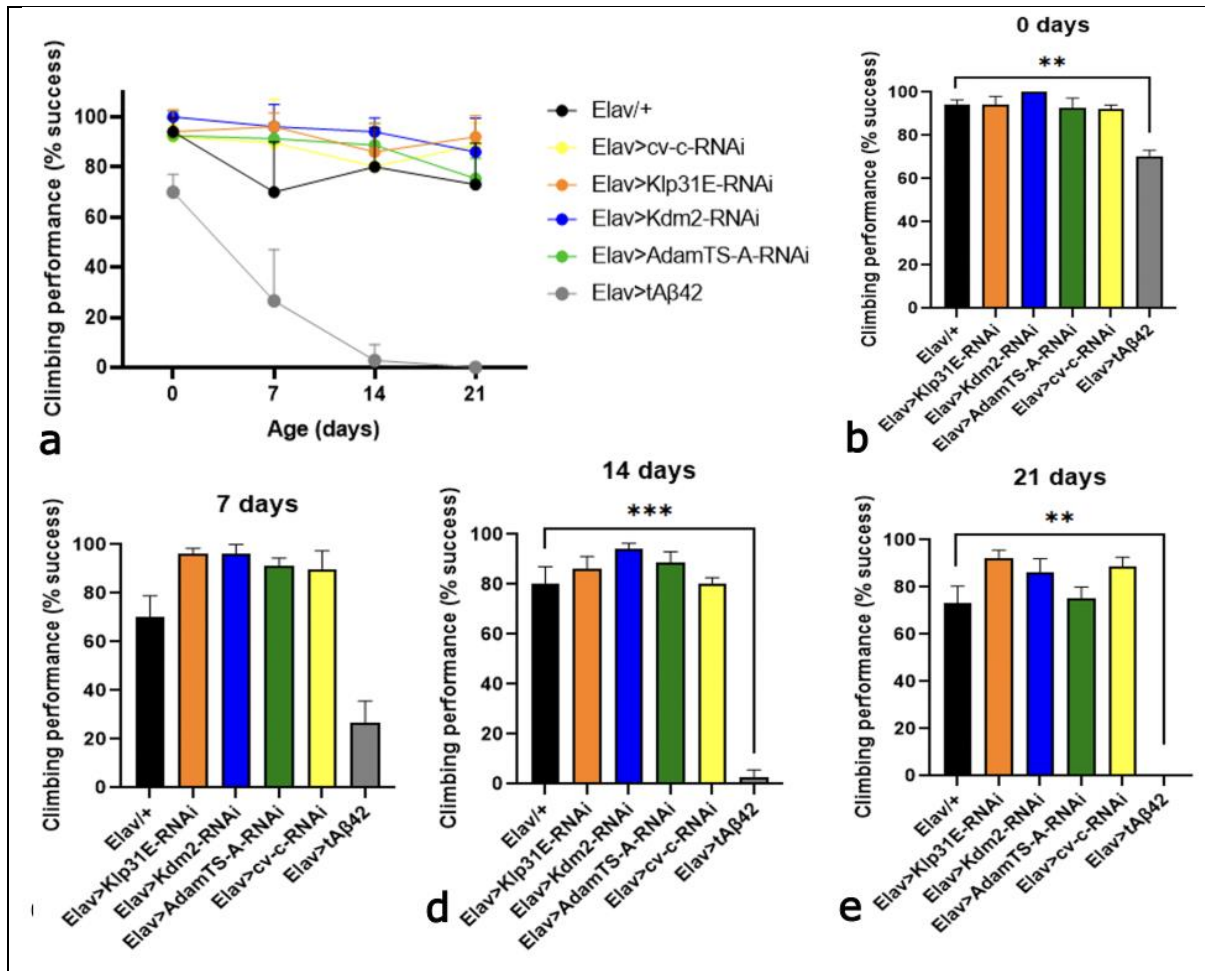 a
Climbing performance (% success)
100
80
60
40
20
0
0
7
14
21
Age (days)
Elav/+
Elav>cv-c-RNAi
Elav>Klp31E-RNAi
Elav>Kdm2-RNAi
Elav>AdamTS-A-RNAi
Elav>tAβ42
0 days
**
Climbing performance (% success)
100
80
60
40
20
0
Elav/+
Elav>Klp31E-RNAi
Elav>Kdm2-RNAi
Elav>AdamTS-A-RNAi
Elav>cv-c-RNAi
Elav>tAβ42
b
7 days
Climbing performance (% success)
100
80
60
40
20
0
Elav/+
Elav>Klp31E-RNAi
Elav>Kdm2-RNAi
Elav>AdamTS-A-RNAi
Elav>cv-c-RNAi
Elav>tAβ42
14 days
***
Climbing performance (% success)
100
80
60
40
20
0
Elav/+
Elav>Klp31E-RNAi
Elav>Kdm2-RNAi
Elav>AdamTS-A-RNAi
Elav>cv-c-RNAi
Elav>tAβ42
d
21 days
**
Climbing performance (% success)
100
80
60
40
20
0
Elav/+
Elav>Klp31E-RNAi
Elav>Kdm2-RNAi
Elav>AdamTS-A-RNAi
Elav>cv-c-RNAi
Elav>tAβ42
e